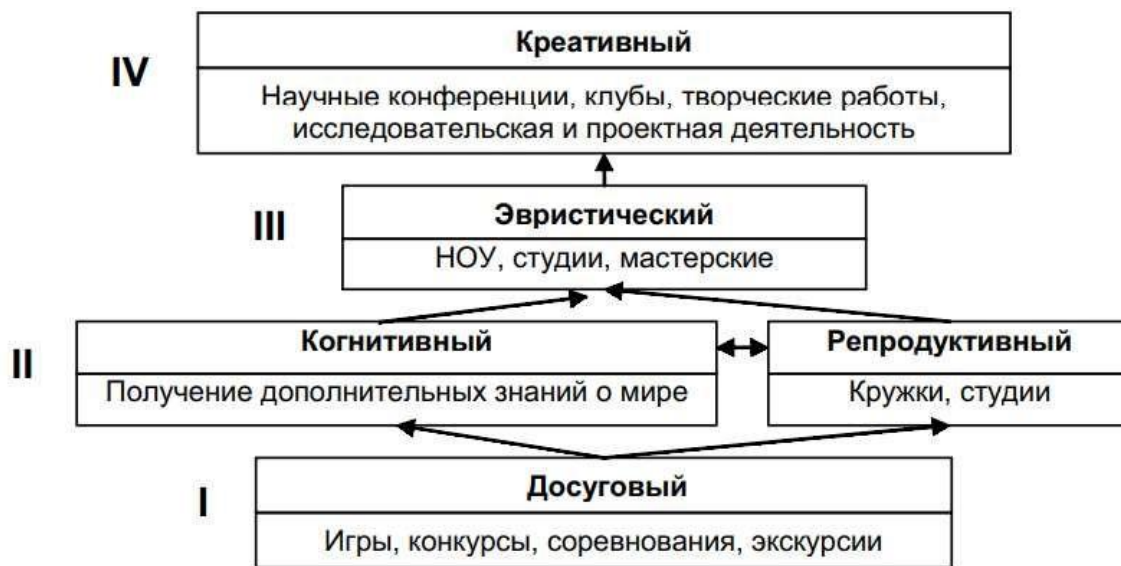 IV
Креативный
Научные конференции, клубы, творческие работы,
исследовательская и проектная деятельность
III
Эвристический
НОУ, студии, мастерские
II
Когнитивный
Получение дополнительных знаний о мире
Репродуктивный
Кружки, студии
I
Досуговый
Игры, конкурсы, соревнования, экскурсии